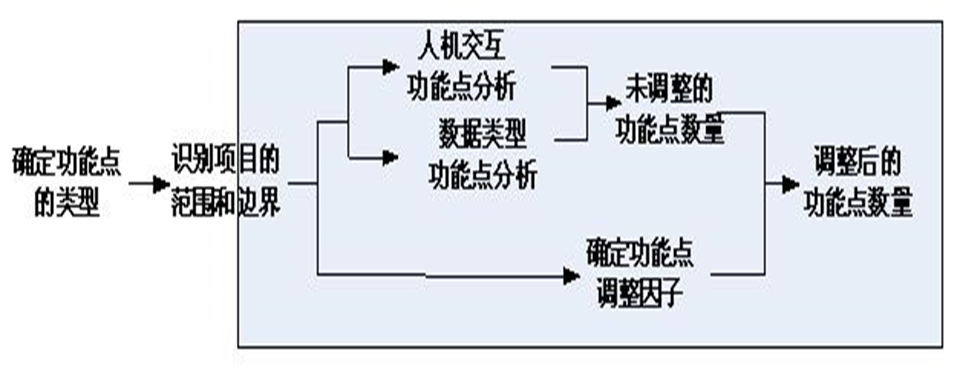 确定功能点
的类型
识别项目的
范围和边界
人机交互
功能点分析
数据类型
功能点分析
未调整的
功能点数量
确定功能点
调整因子
调整后的
功能点数量